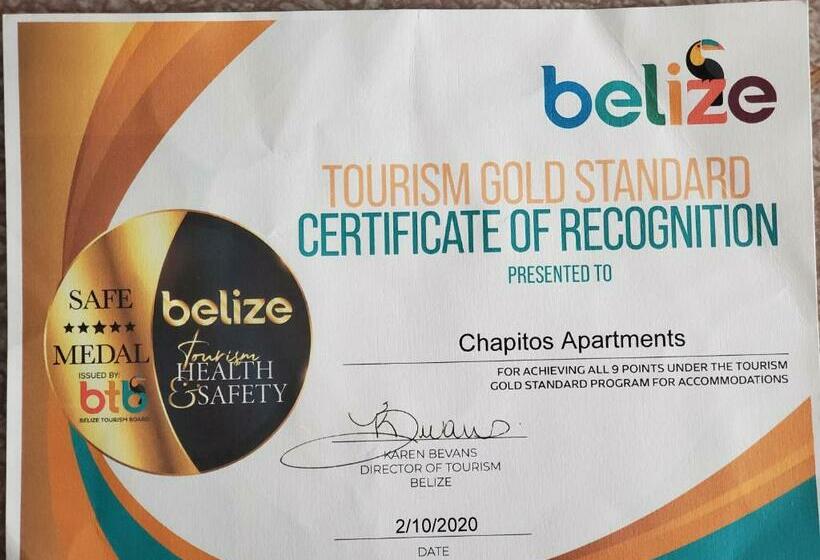 belize
TOURISM GOLD STANDARD
CERTIFICATE OF RECOGNITION
PRESENTED TO
Chapitos Apartments
FOR ACHIEVING ALL 9 POINTS UNDER THE TOURISM
GOLD STANDARD PROGRAM FOR ACCOMMODATIONS
SAFE
MEDAL
ISSUED BY:
btb
BELIZE TOURISM BOARD
belize
tourism
HEALTH
&SAFETY
KBevans
KAREN BEVANS
DIRECTOR OF TOURISM
BELIZE
2/10/2020
DATE